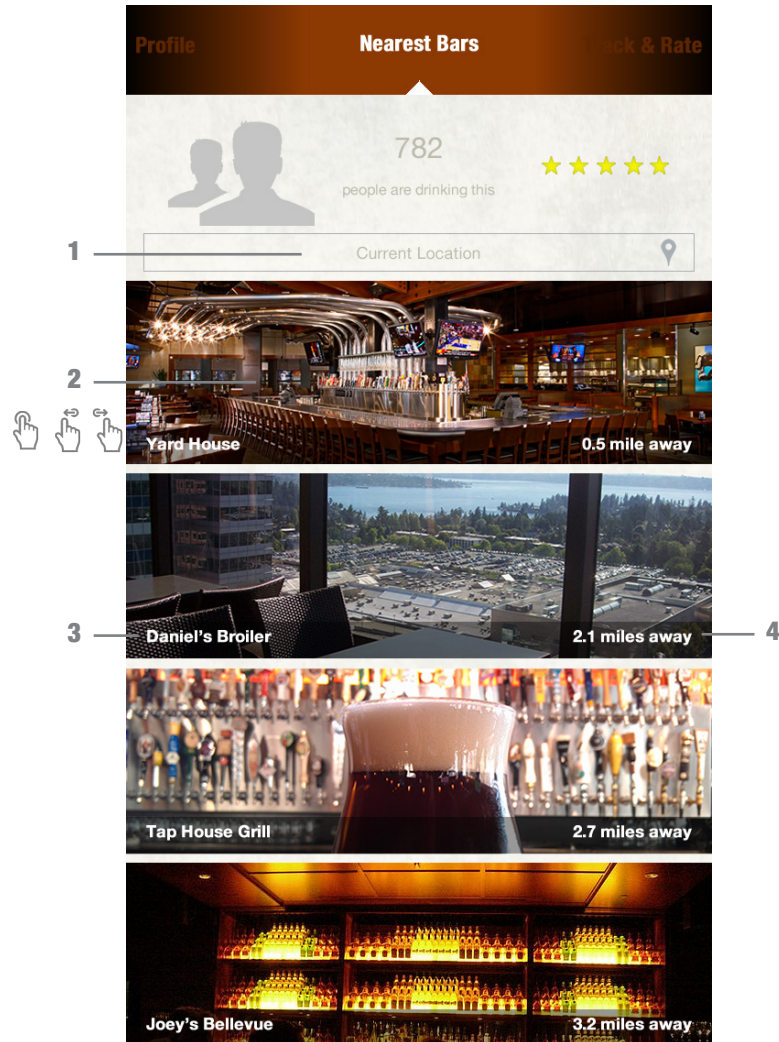 Profile
Nearest Bars
Track & Rate
782
people are drinking this
1
Current Location
2
Yard House
0.5 mile away
3
Daniel's Broiler
2.1 miles away
4
Tap House Grill
2.7 miles away
Joey's Bellevue
3.2 miles away